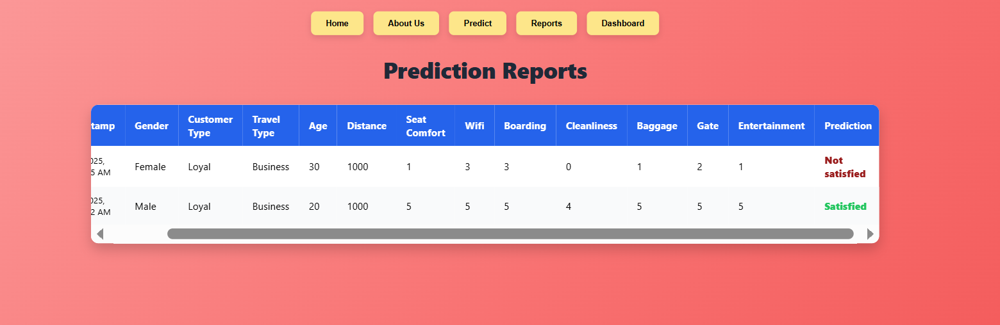 Home About Us Predict Reports Dashboard
Prediction Reports
tamp Gender Customer Type Travel Type Age Distance Seat Comfort Wifi Boarding Cleanliness Baggage Gate Entertainment Prediction
025, 5 AM Female Loyal Business 30 1000 1 3 3 0 1 2 1 Not satisfied
025, 2 AM Male Loyal Business 20 1000 5 5 5 4 5 5 5 Satisfied